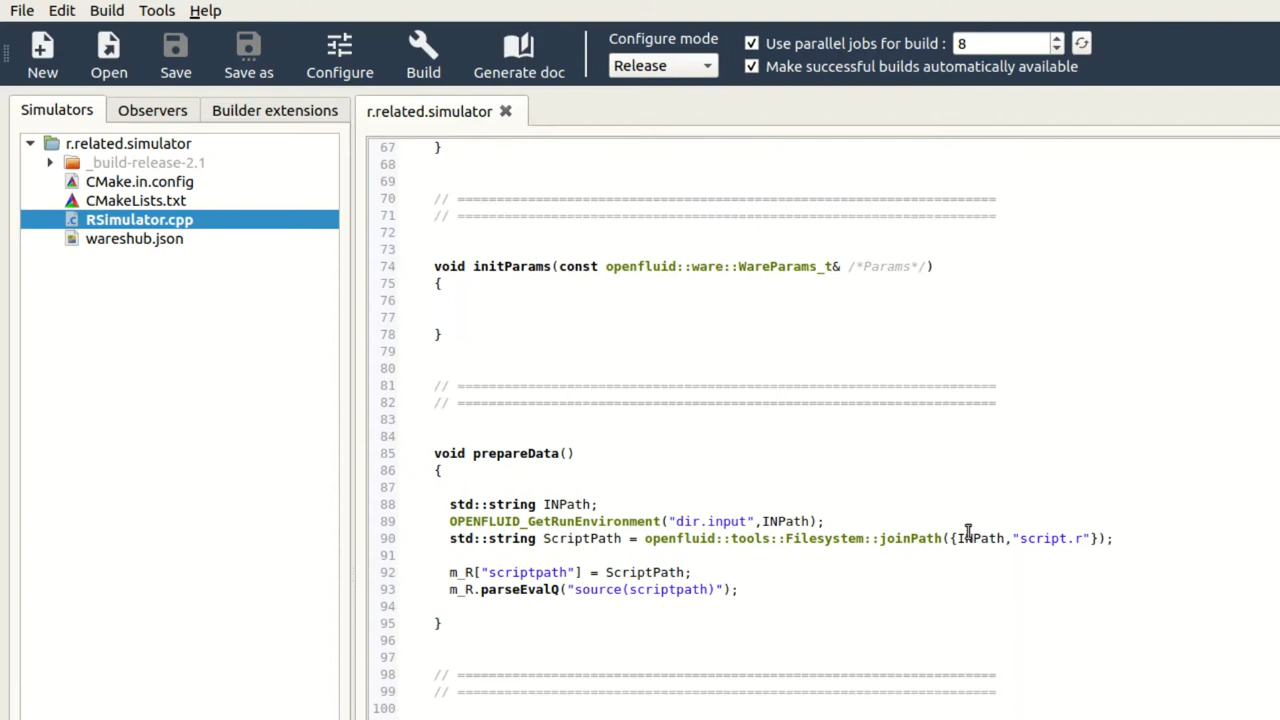 File Edit Build Tools Help
New Open Save Save as Configure Build Generate doc
Configure mode
Release
Use parallel jobs for build : 8
Make successful builds automatically available
Simulators Observers Builder extensions
r.related.simulator
_build-release-2.1
CMake.in.config
CMakeLists.txt
RSimulator.cpp
wareshub.json
r.related.simulator
67 }
68
69
70 // =====================================================================
71 // =====================================================================
72
73
74 void initParams(const openfluid::ware::WareParams_t& /*Params*/)
75 {
76
77
78 }
79
80
81 // =====================================================================
82 // =====================================================================
83
84
85 void prepareData()
86 {
87
88 std::string INPath;
89 OPENFLUID_GetRunEnvironment("dir.input",INPath);
90 std::string ScriptPath = openfluid::tools::Filesystem::joinPath({INPath,"script.r"});
91
92 m_R["scriptpath"] = ScriptPath;
93 m_R.parseEvalQ("source(scriptpath)");
94
95 }
96
97
98 // =====================================================================
99 // =====================================================================
100